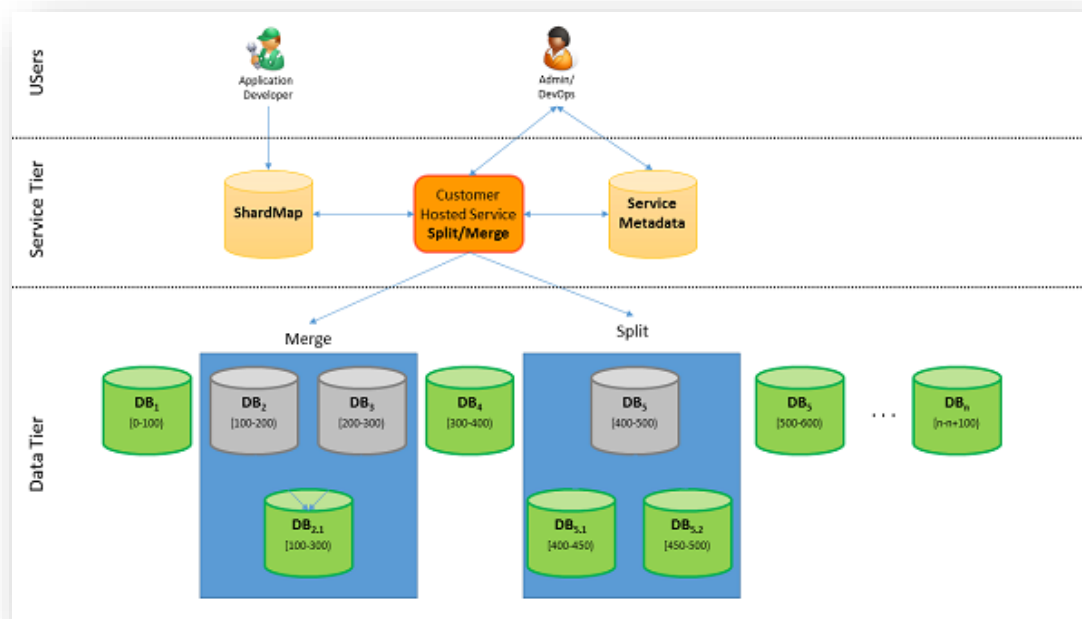 USers
Application
Developer
Admin/
DevOps
Service Tier
ShardMap
Customer
Hosted Service
Split/Merge
Service
Metadata
Merge
Split
Data Tier
DB1
[0-100)
DB2
[100-200)
DB3
[200-300)
DB4
[300-400)
DB5
[400-500)
DB5
[500-600)
...
DBn
[n-n+100)
DB2.1
[100-300)
DB5.1
[400-450)
DB5.2
[450-500)